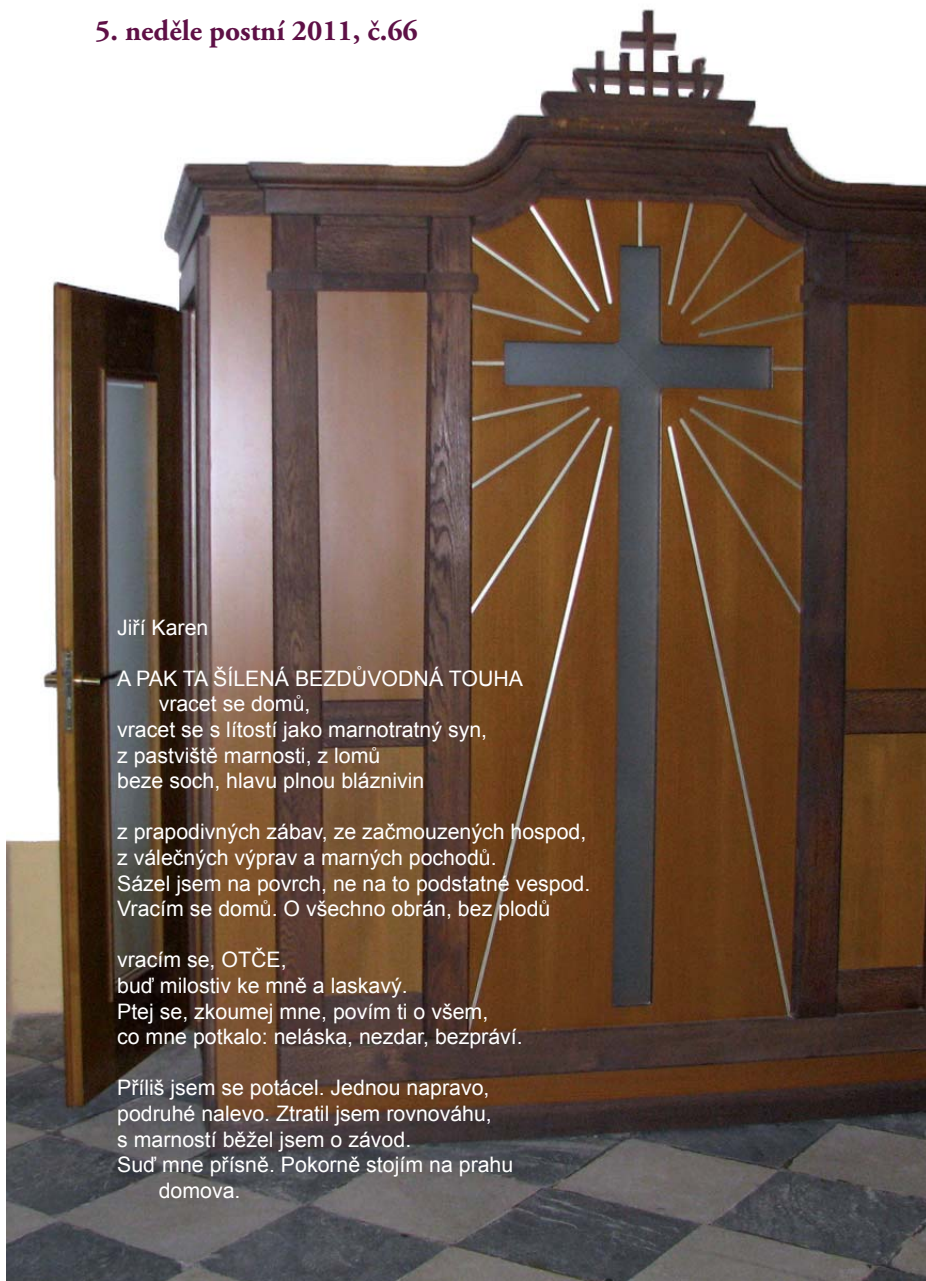 5. neděle postní 2011, č.66
Jiří Karen
A PAK TA ŠÍLENÁ BEZDŮVODNÁ TOUHA
vracet se domů,
vracet se s lítostí jako marnotratný syn,
z pastviště marnosti, z lomů
beze soch, hlavu plnou bláznivin
z prapodivných zábav, ze začmouzených hospod,
z válečných výprav a marných pochodů.
Sázel jsem na povrch, ne na to podstatné vespod.
Vracím se domů. O všechno obrán, bez plodů
vracím se, OTČE,
buď milostiv ke mně a laskavý.
Ptej se, zkoumej mne, povím ti o všem,
co mne potkalo: neláska, nezdar, bezpráví.
Příliš jsem se potácel. Jednou napravo,
podruhé nalevo. Ztratil jsem rovnováhu,
s marností běžel jsem o závod.
Suď mne přísně. Pokorně stojím na prahu
domova.